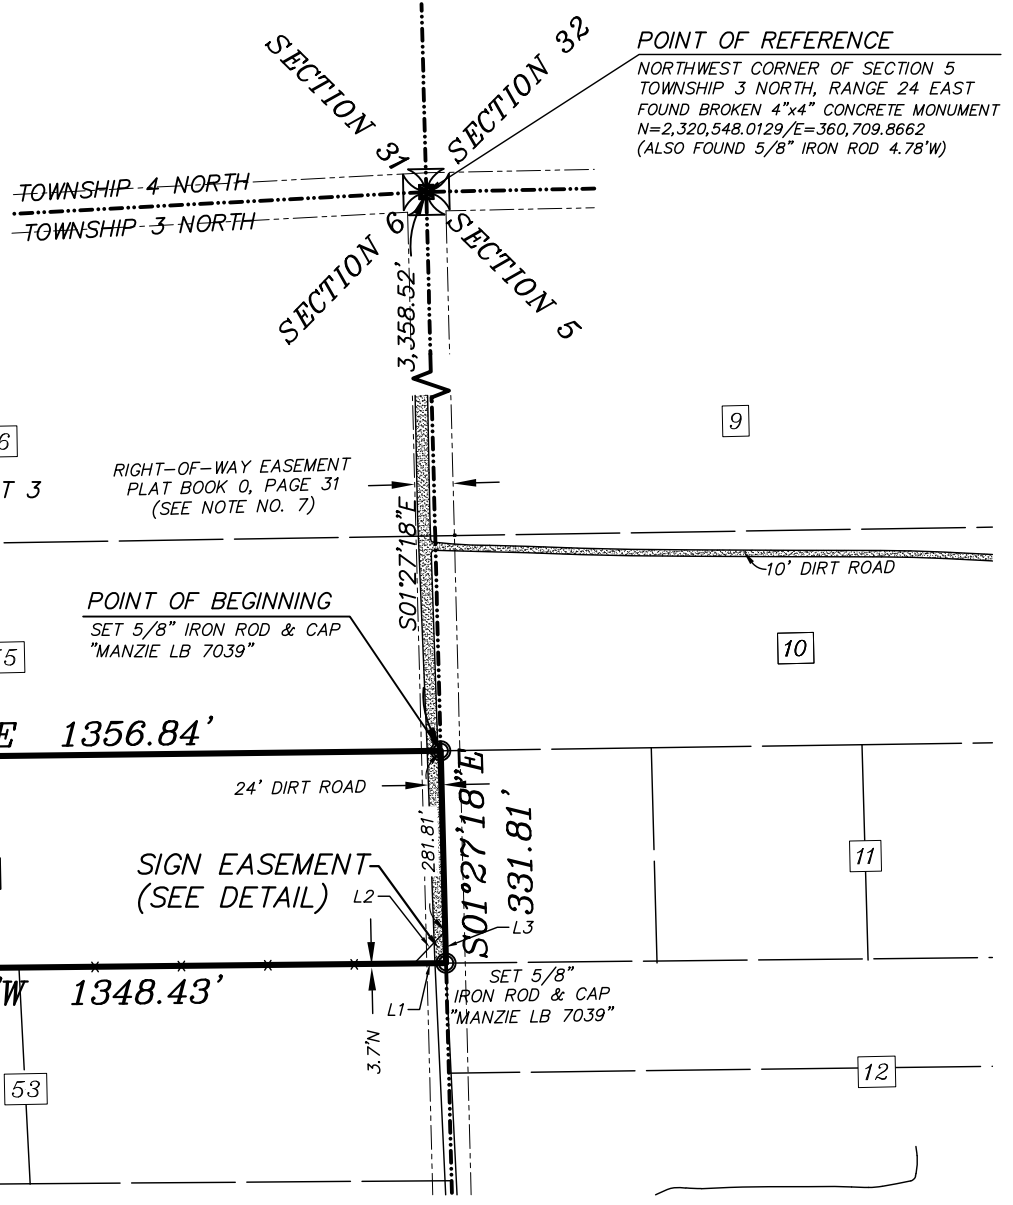 SECTION 32
SECTION 31
POINT OF REFERENCE
NORTHWEST CORNER OF SECTION 5
TOWNSHIP 3 NORTH, RANGE 24 EAST
FOUND BROKEN 4"x4" CONCRETE MONUMENT
N=2,320,548.0129/E=360,709.8662
(ALSO FOUND 5/8" IRON ROD 4.78'W)
TOWNSHIP 4 NORTH
TOWNSHIP 3 NORTH
SECTION 6
SECTION 5
3,358.52'
9
6
T 3
RIGHT-OF-WAY EASEMENT
PLAT BOOK O, PAGE 31
(SEE NOTE NO. 7)
S01°27'18"E
10' DIRT ROAD
POINT OF BEGINNING
SET 5/8" IRON ROD & CAP
"MANZIE LB 7039"
10
5
E 1356.84'
24' DIRT ROAD
281.81'
S01°27'18"E
331.81'
11
SIGN EASEMENT
(SEE DETAIL)
L2
L3
"W 1348.43'
L1
3.7'N
SET 5/8"
IRON ROD & CAP
"MANZIE LB 7039"
53
12